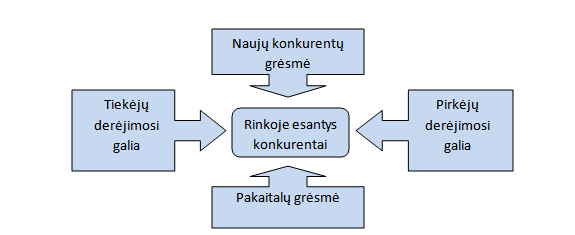 Naujų konkurentų
grėsmė
Tiekėjų
derėjimosi
galia
Rinkoje esantys
konkurentai
Pirkėjų
derėjimosi
galia
Pakaitalų grėsmė